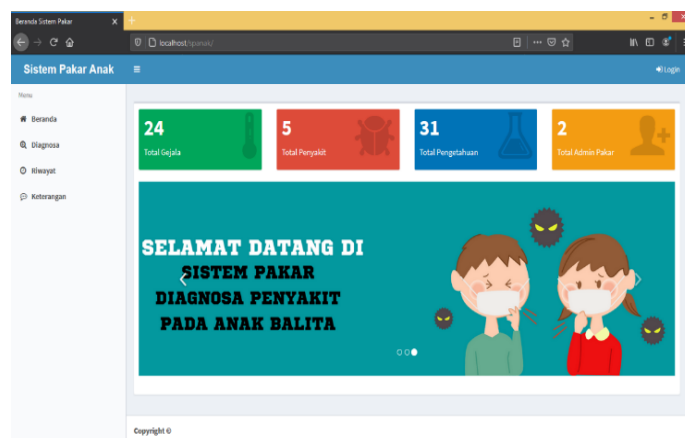 Beranda Sistem Pakar
localhost/spanak/
Sistem Pakar Anak
Login
Menu
Beranda
Diagnosa
Riwayat
Keterangan
24
Total Gejala
5
Total Penyakit
31
Total Pengetahuan
2
Total Admin Pakar
SELAMAT DATANG DI
SISTEM PAKAR
DIAGNOSA PENYAKIT
PADA ANAK BALITA
Copyright ©